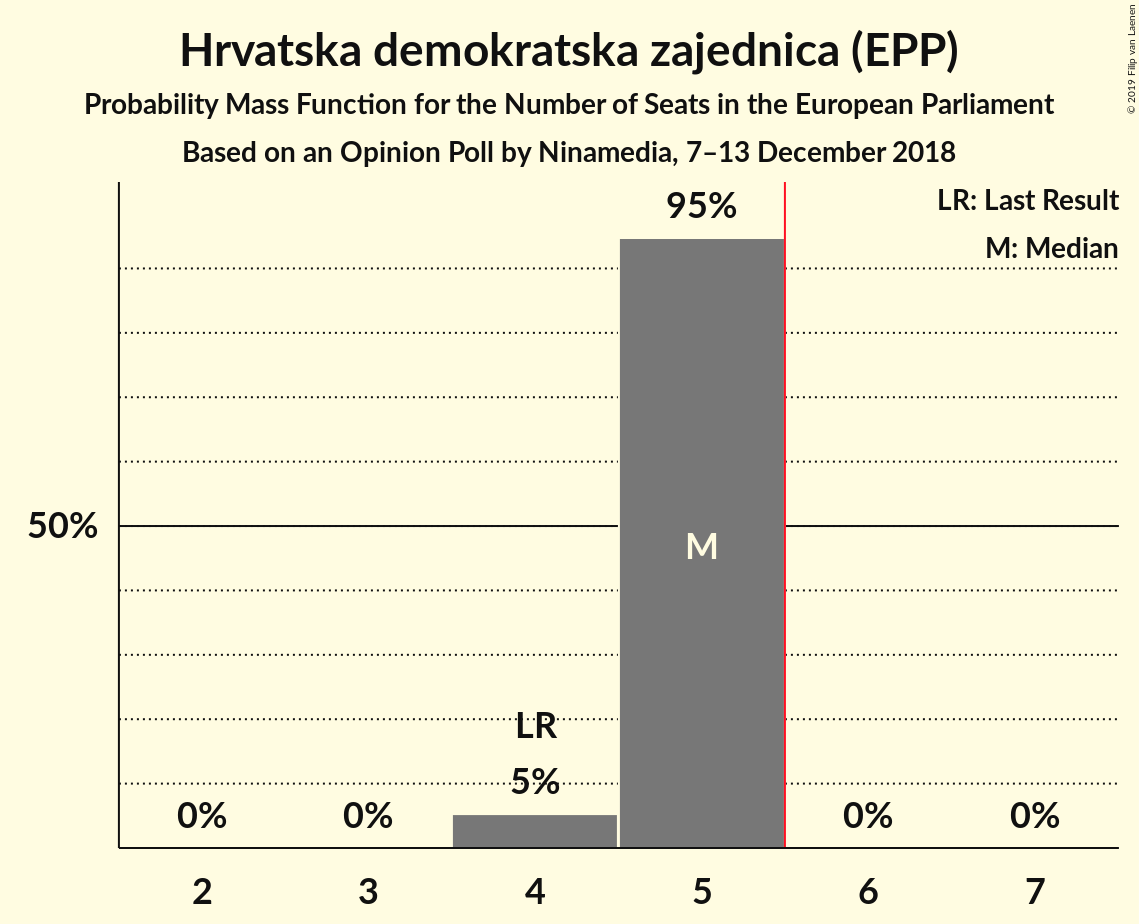 Hrvatska demokratska zajednica (EPP)
Probability Mass Function for the Number of Seats in the European Parliament
Based on an Opinion Poll by Ninamedia, 7–13 December 2018
© 2019 Filip van Laenen
LR: Last Result
M: Median
95%
50%
M
LR
5%
0%
0%
0%
0%
2
3
4
5
6
7